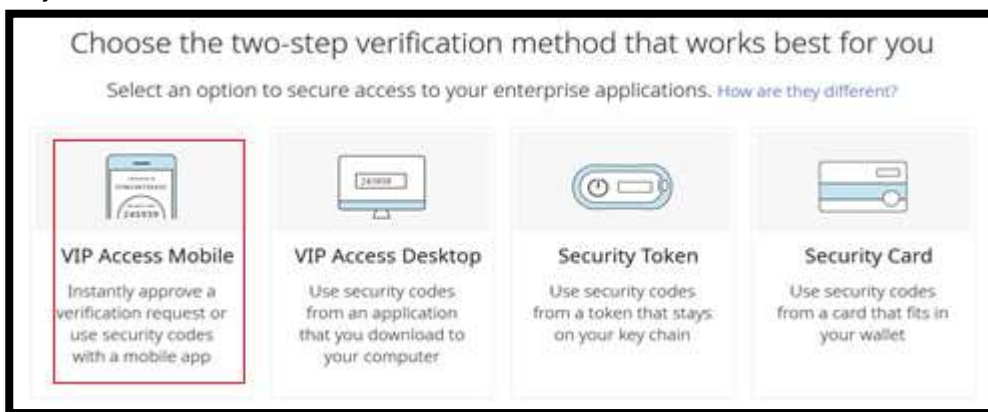 Choose the two-step verification method that works best for you
Select an option to secure access to your enterprise applications. How are they different?
VIP Access Mobile
Instantly approve a
verification request or
use security codes
with a mobile app
VIP Access Desktop
Use security codes
from an application
that you download to
your computer
Security Token
Use security codes
from a token that stays
on your key chain
Security Card
Use security codes
from a card that fits in
your wallet